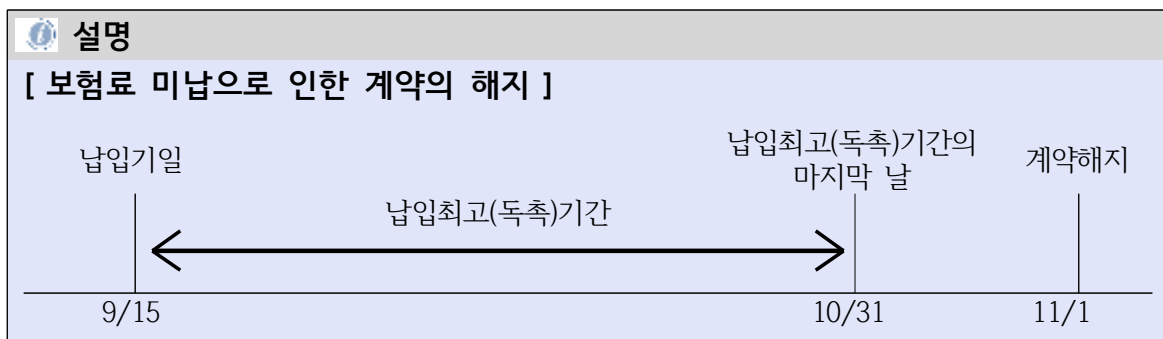 설명
[ 보험료 미납으로 인한 계약의 해지 ]
납입기일
납입최고(독촉)기간의
마지막 날
계약해지
납입최고(독촉)기간
9/15
10/31
11/1